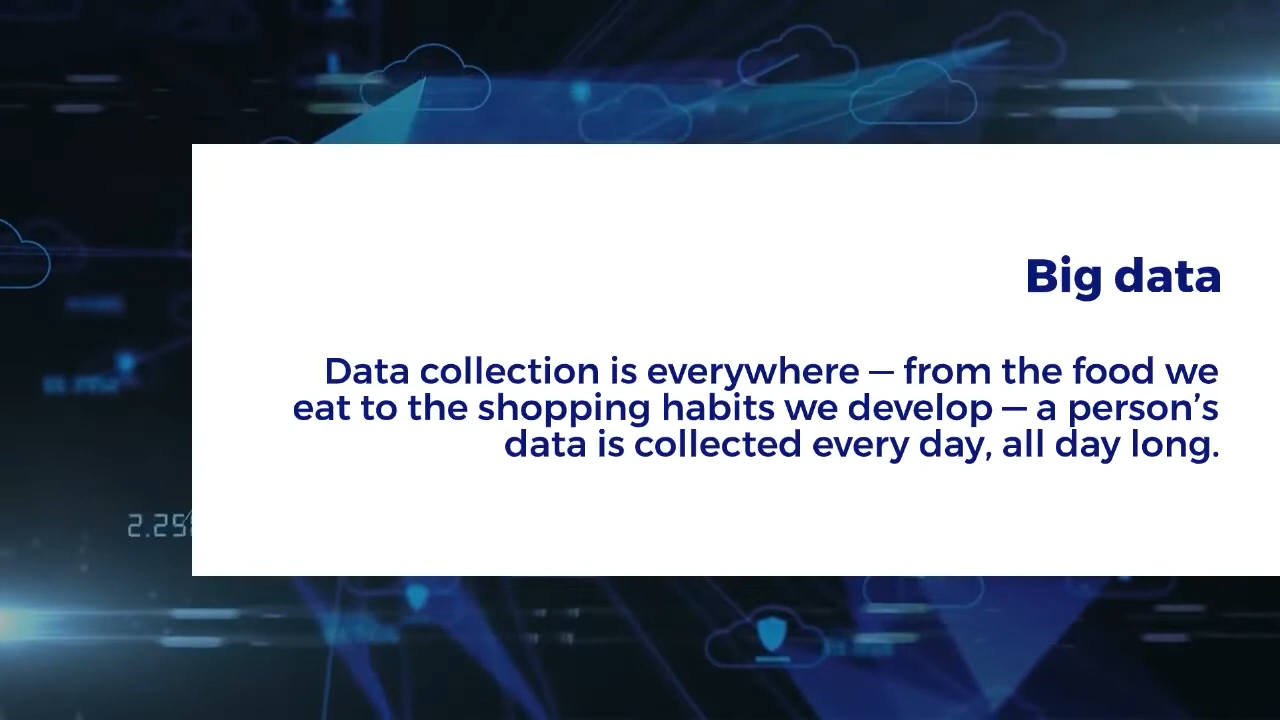 Big data
Data collection is everywhere — from the food we
eat to the shopping habits we develop — a person’s
data is collected every day, all day long.